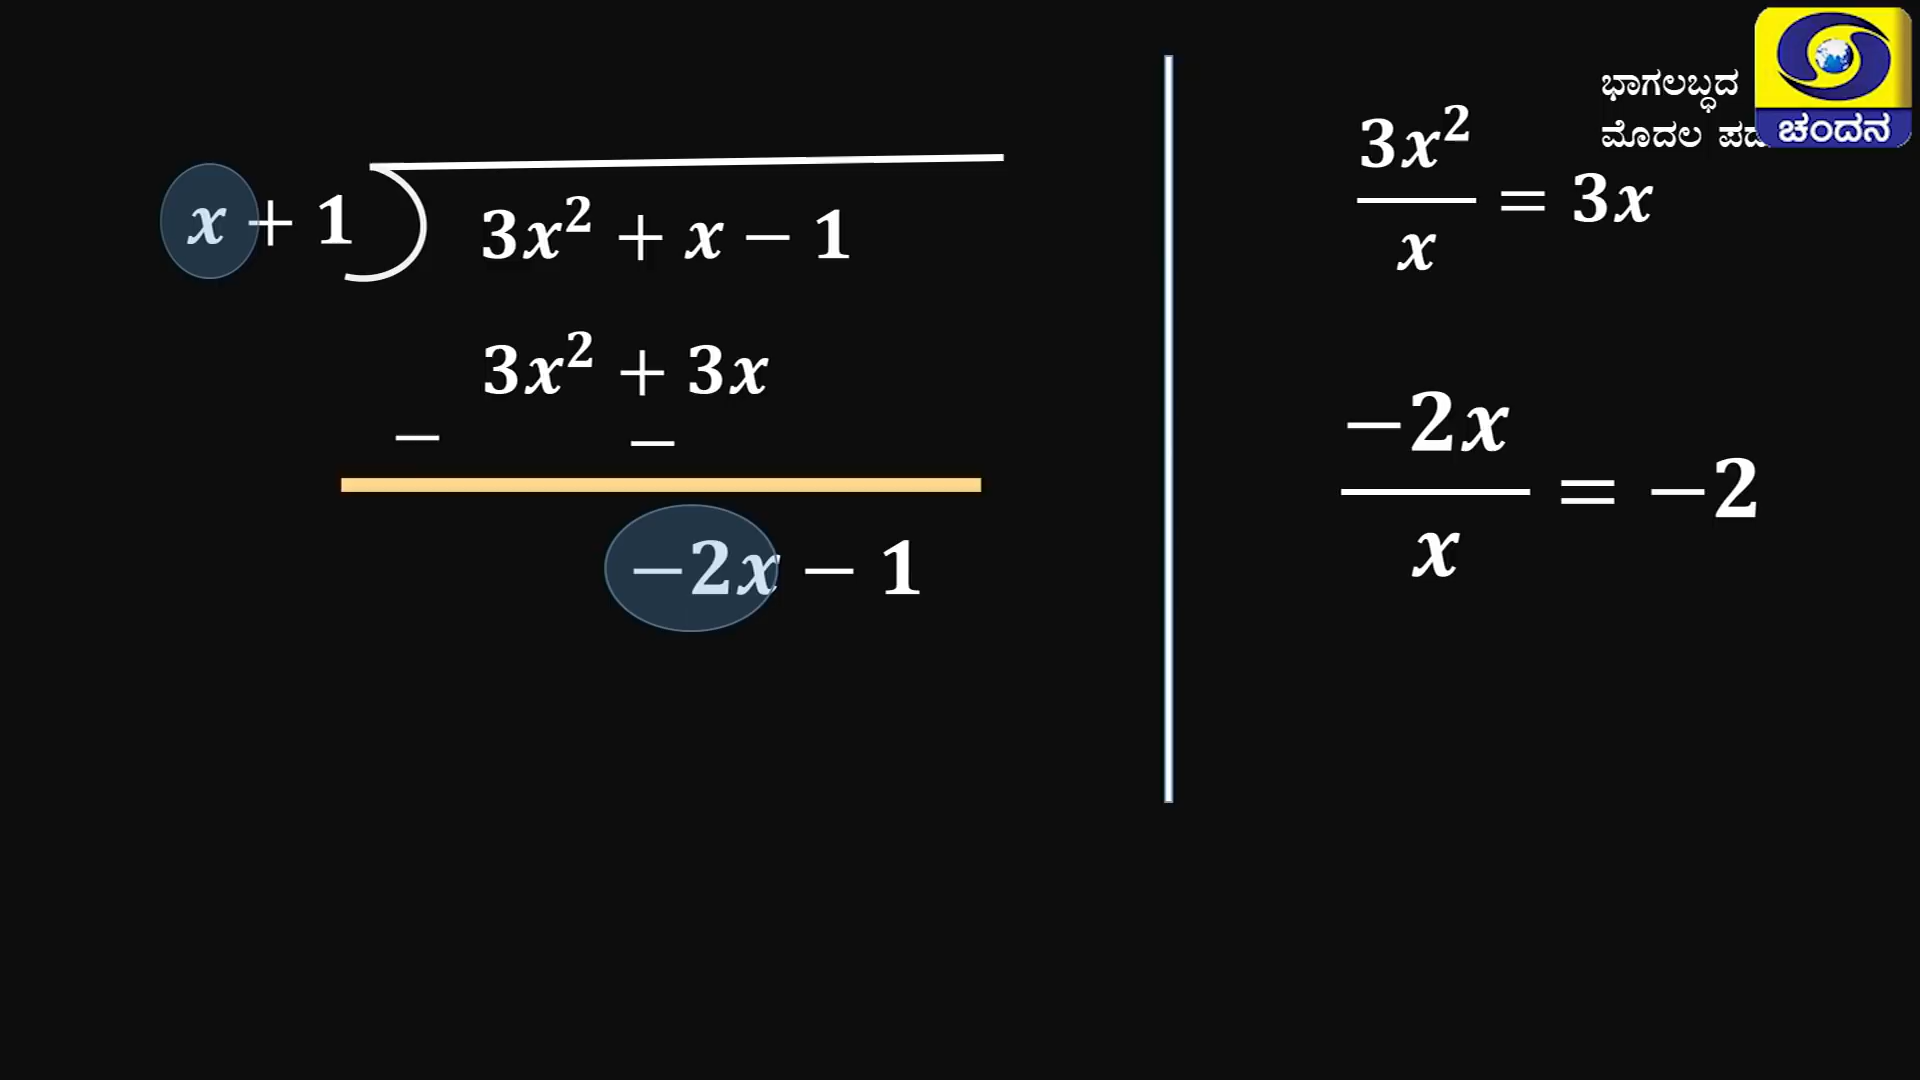 x + 1 ) 3x² + x − 1
3x² + 3x
− −
−2x − 1
3x²/x = 3x
ಭಾಗಲಬ್ಧದ
ಮೊದಲ
−2x/x = −2
ಚಂದನ